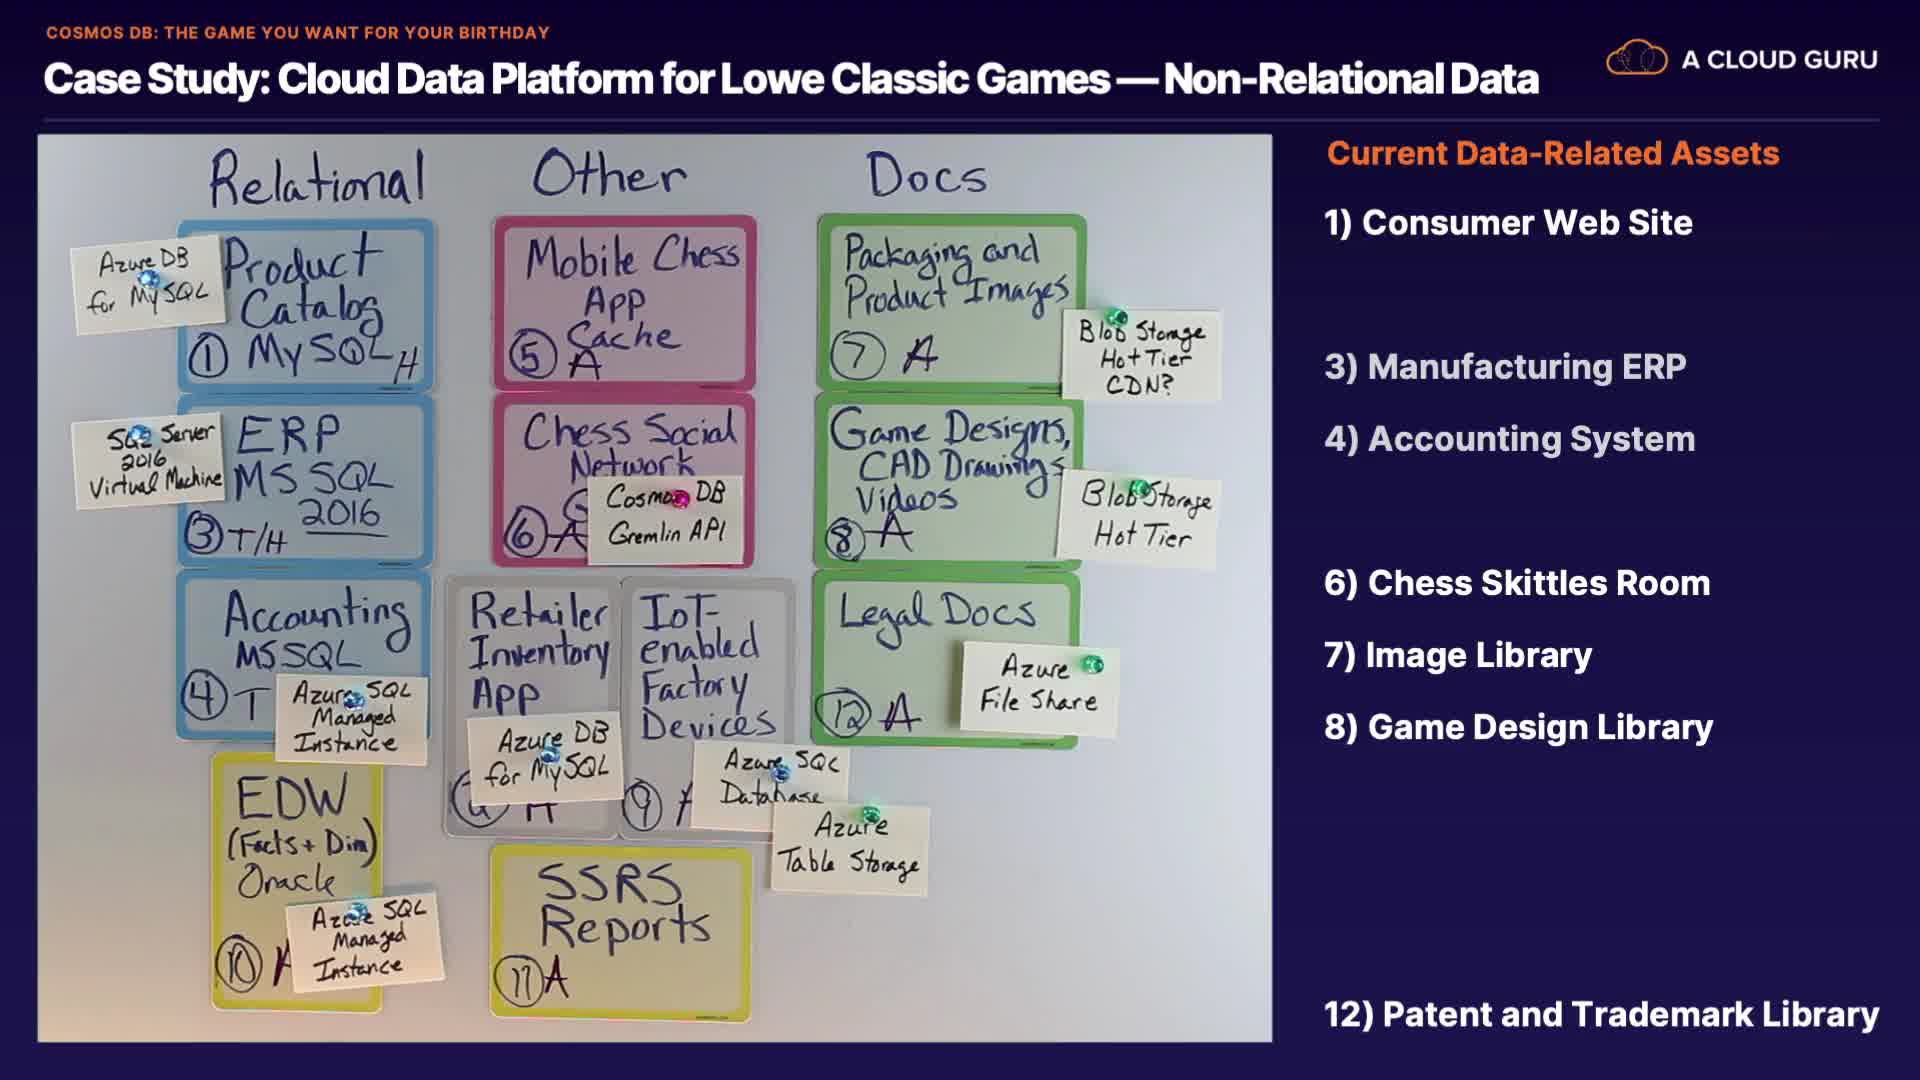 COSMOS DB: THE GAME YOU WANT FOR YOUR BIRTHDAY
Case Study: Cloud Data Platform for Lowe Classic Games — Non-Relational Data
A CLOUD GURU
Relational
Azure DB
for MySQL
Product
Catalog
① MySQL H
SQL Server
2016
Virtual Machine
ERP
MS SQL
2016
③ T/H
Accounting
MS SQL
④ T
Azure SQL
Managed
Instance
EDW
(Facts + Dim)
Oracle
⑩
Azure SQL
Managed
Instance
Other
Mobile Chess
App
Cache
⑤ A
Chess Social
Network
⑥ A
Cosmos DB
Gremlin API
Retailer
Inventory
App
Azure DB
for MySQL
IoT-
enabled
Factory
Devices
⑨
Azure SQL
Database
Azure
Table Storage
SSRS
Reports
⑪ A
Docs
Packaging and
Product Images
⑦ A
Blob Storage
Hot Tier
CDN?
Game Designs,
CAD Drawings
Videos
⑧ A
Blob Storage
Hot Tier
Legal Docs
⑫ A
Azure
File Share
Current Data-Related Assets
1) Consumer Web Site
3) Manufacturing ERP
4) Accounting System
6) Chess Skittles Room
7) Image Library
8) Game Design Library
12) Patent and Trademark Library